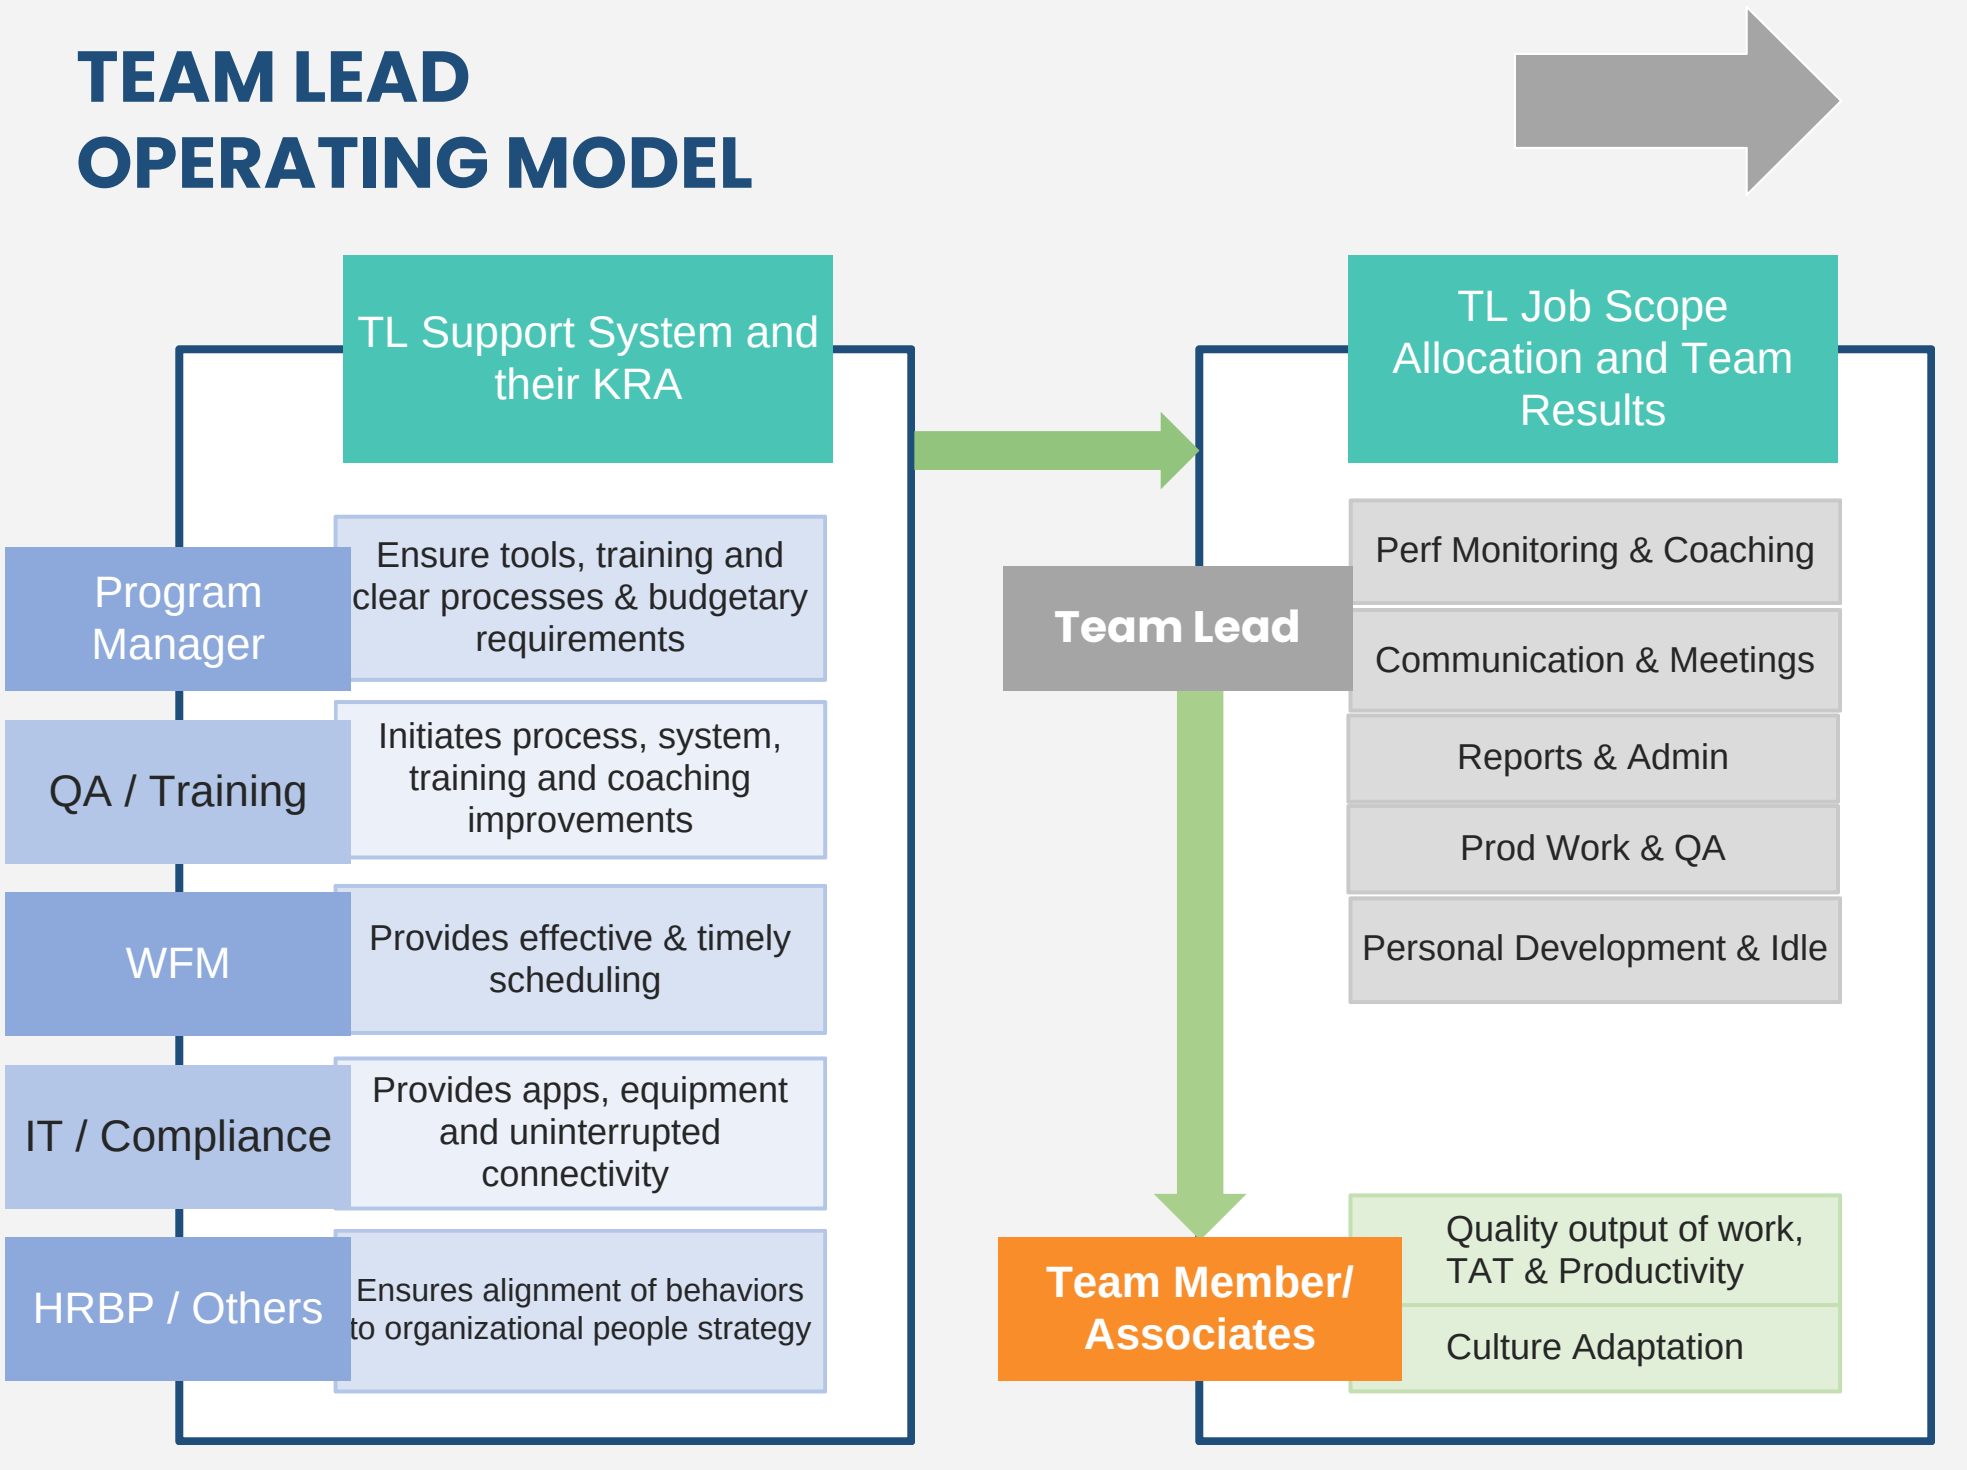 TEAM LEAD
OPERATING MODEL
TL Support System and
their KRA
Program
Manager
Ensure tools, training and
clear processes & budgetary
requirements
QA / Training
Initiates process, system,
training and coaching
improvements
WFM
Provides effective & timely
scheduling
IT / Compliance
Provides apps, equipment
and uninterrupted
connectivity
HRBP / Others
Ensures alignment of behaviors
to organizational people strategy
TL Job Scope
Allocation and Team
Results
Team Lead
Perf Monitoring & Coaching
Communication & Meetings
Reports & Admin
Prod Work & QA
Personal Development & Idle
Team Member/
Associates
Quality output of work,
TAT & Productivity
Culture Adaptation